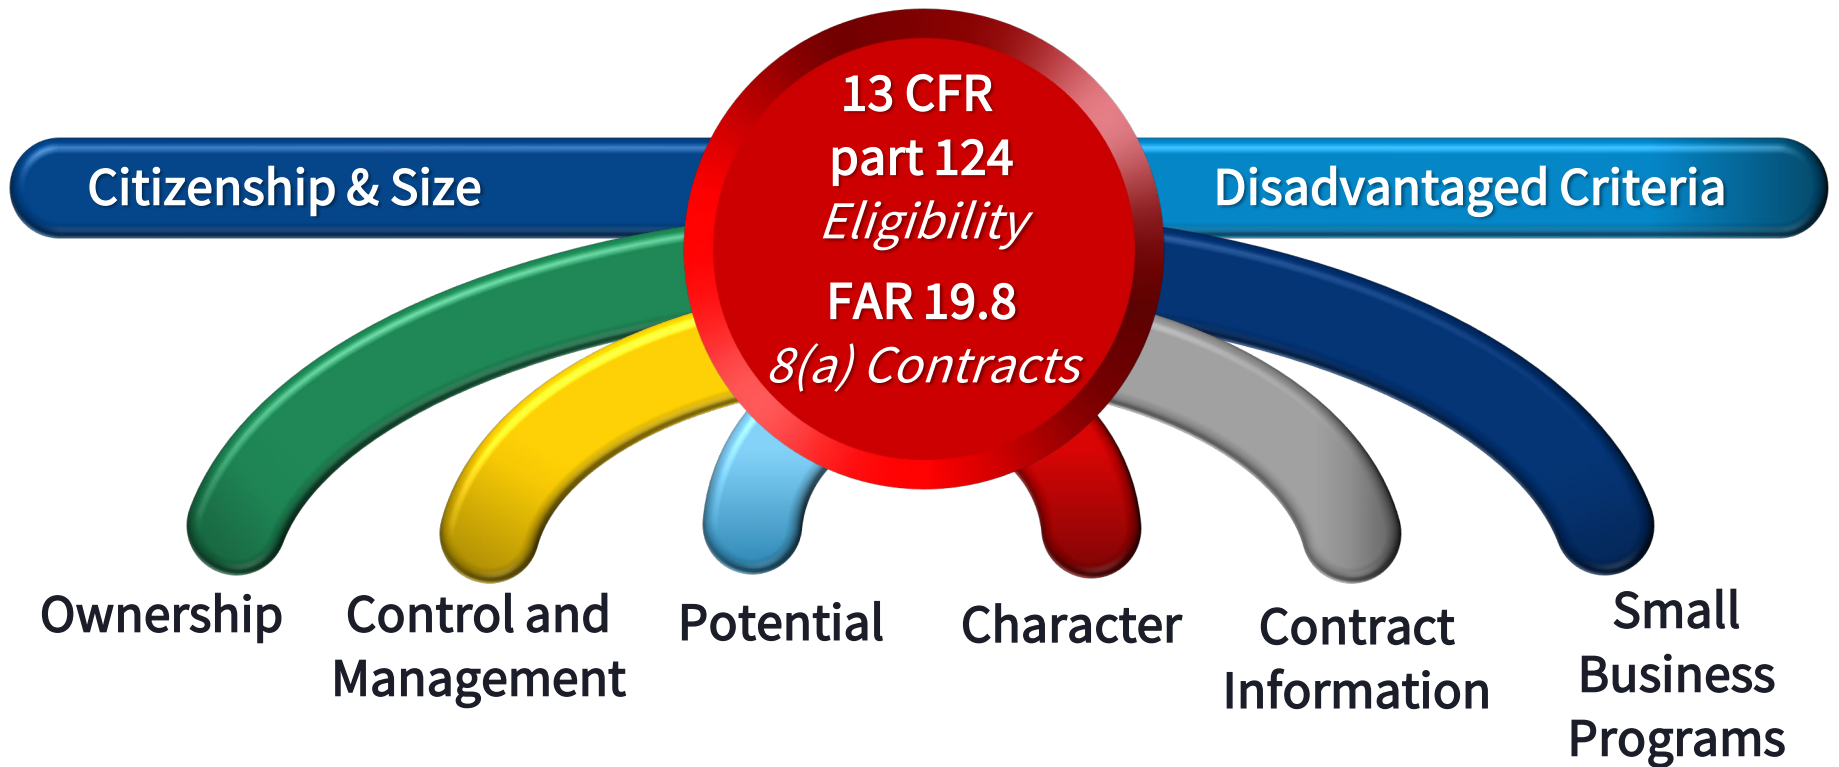 13 CFR
part 124
Eligibility
FAR 19.8
8(a) Contracts
Citizenship & Size
Disadvantaged Criteria
Ownership
Control and
Management
Potential
Character
Contract
Information
Small
Business
Programs